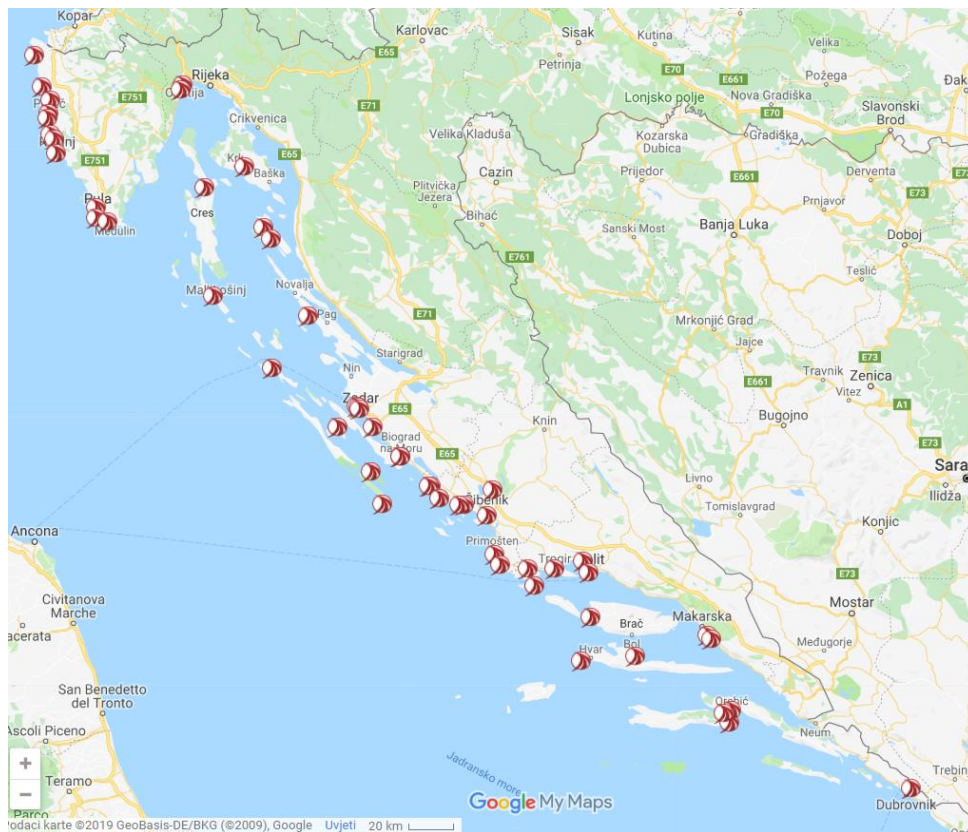 Kopar
Karlovac
Sisak
Kutina
Velika
E65
Rijeka
Petrinja
E70
E661
Požega
E751
E71
Lonjsko polje
Nova Gradiška
E70
Slavonski
Brod
Crikvenica
Velika Kladuša
Kozarska
Dubica
Gradiška
E65
E751
Cazin
Prijedor
E661
Derventa
E73
Baška
Plitvička
Jezera
Prnjavor
Pula
Cres
Bihać
Sanski Most
Banja Luka
Doboj
Medulin
E761
Teslić
Novalja
Mali Lošinj
E71
Pag
Mrkonjić Grad
Jajce
Starigrad
E73
Nin
Travnik
Zenica
E661
Vitez
Zadar
E65
A1
Knin
Bugojno
Biograd
na Moru
E73
E65
Livno
Ilidža
Šibenik
Tomislavgrad
Ancona
Konjic
Primošten
Trogir
Split
E73
Civitanova
Marche
Makarska
Mostar
Brač
Međugorje
Hvar
Bol
San Benedetto
del Tronto
Orebić
Neum
Ascoli Piceno
+
Jadransko more
Teramo
−
Dubrovnik
Google My Maps
Podaci karte ©2019 GeoBasis-DE/BKG (©2009), Google Uvjeti 20 km